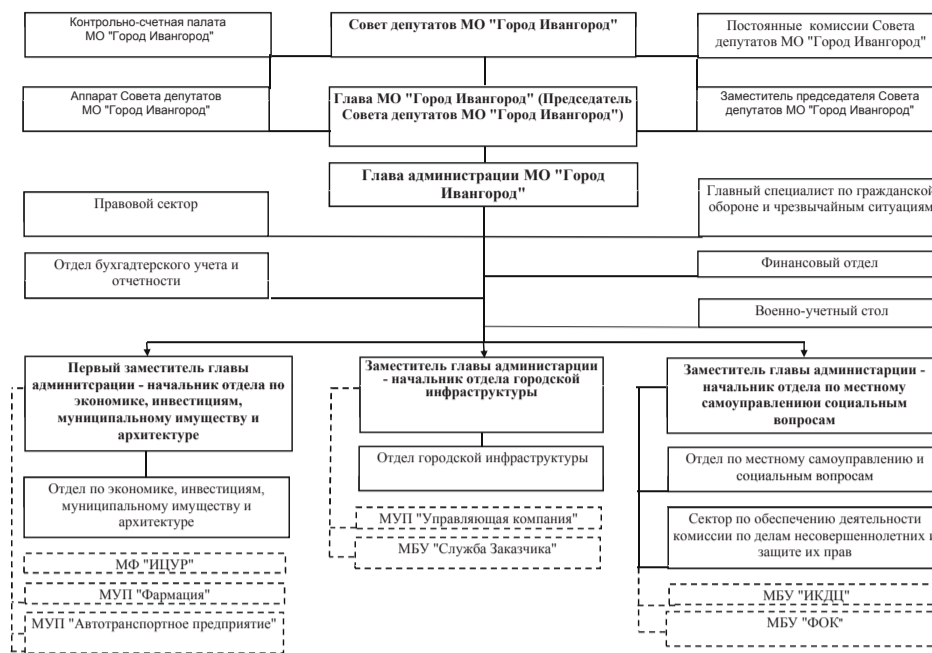 Контрольно-счетная палата
МО "Город Ивангород"
Совет депутатов МО "Город Ивангород"
Постоянные комиссии Совета
депутатов МО "Город Ивангород"
Аппарат Совета депутатов
МО "Город Ивангород"
Глава МО "Город Ивангород" (Председатель
Совета депутатов МО "Город Ивангород")
Заместитель председателя Совета
депутатов МО "Город Ивангород"
Глава администрации МО "Город
Ивангород"
Правовой сектор
Главный специалист по гражданской
обороне и чрезвычайным ситуациям
Отдел бухгадтерского учета и
отчетности
Финансовый отдел
Военно-учетный стол
Первый заместитель главы
админитсрации - начальник отдела по
экономике, инвестициям,
муниципальному имуществу и
архитектуре
Заместитель главы администарции
- начальник отдела городской
инфраструктуры
Заместитель главы администарции -
начальник отдела по местному
самоуправлениюи социальным
вопросам
Отдел по экономике, инвестициям,
муниципальному имуществу и
архитектуре
Отдел городской инфраструктуры
Отдел по местному самоуправлению и
социальным вопросам
Сектор по обеспечению деятельности
комиссии по делам несовершеннолетних и
защите их прав
МФ "ИЦУР"
МУП "Фармация"
МУП "Автотранспортное предприятие"
МУП "Управляющая компания"
МБУ "Служба Заказчика"
МБУ "ИКДЦ"
МБУ "ФОК"